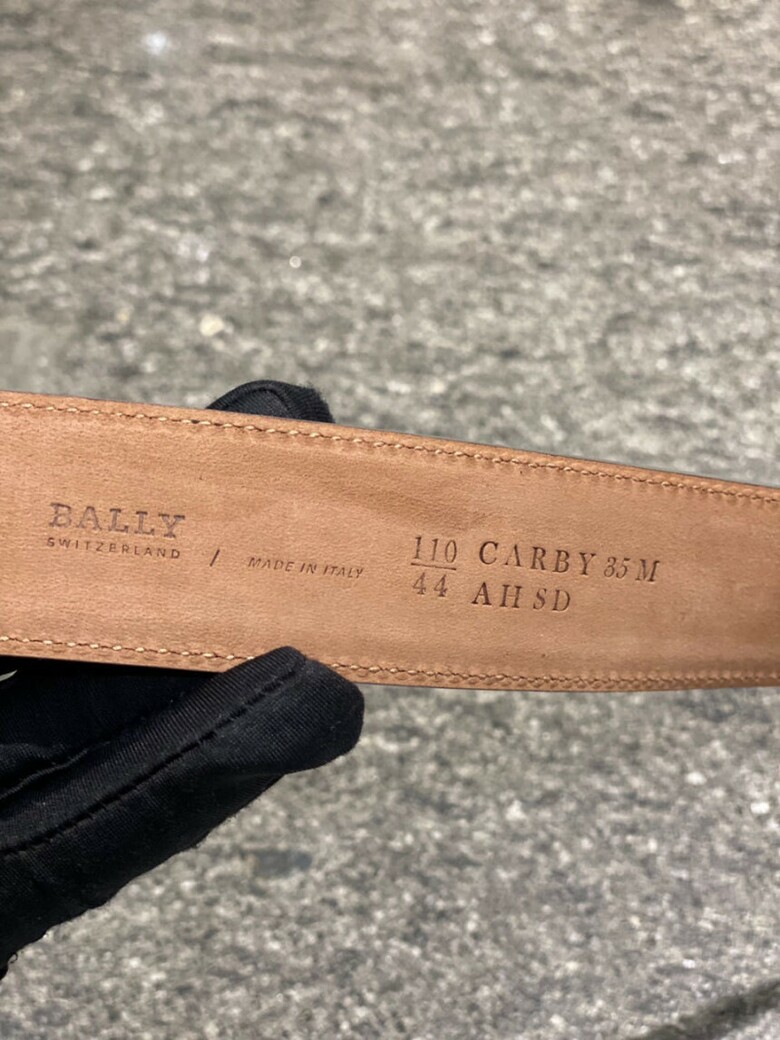 BALLY
SWITZERLAND / MADE IN ITALY
110 CARBY 35 M
44 AH SD